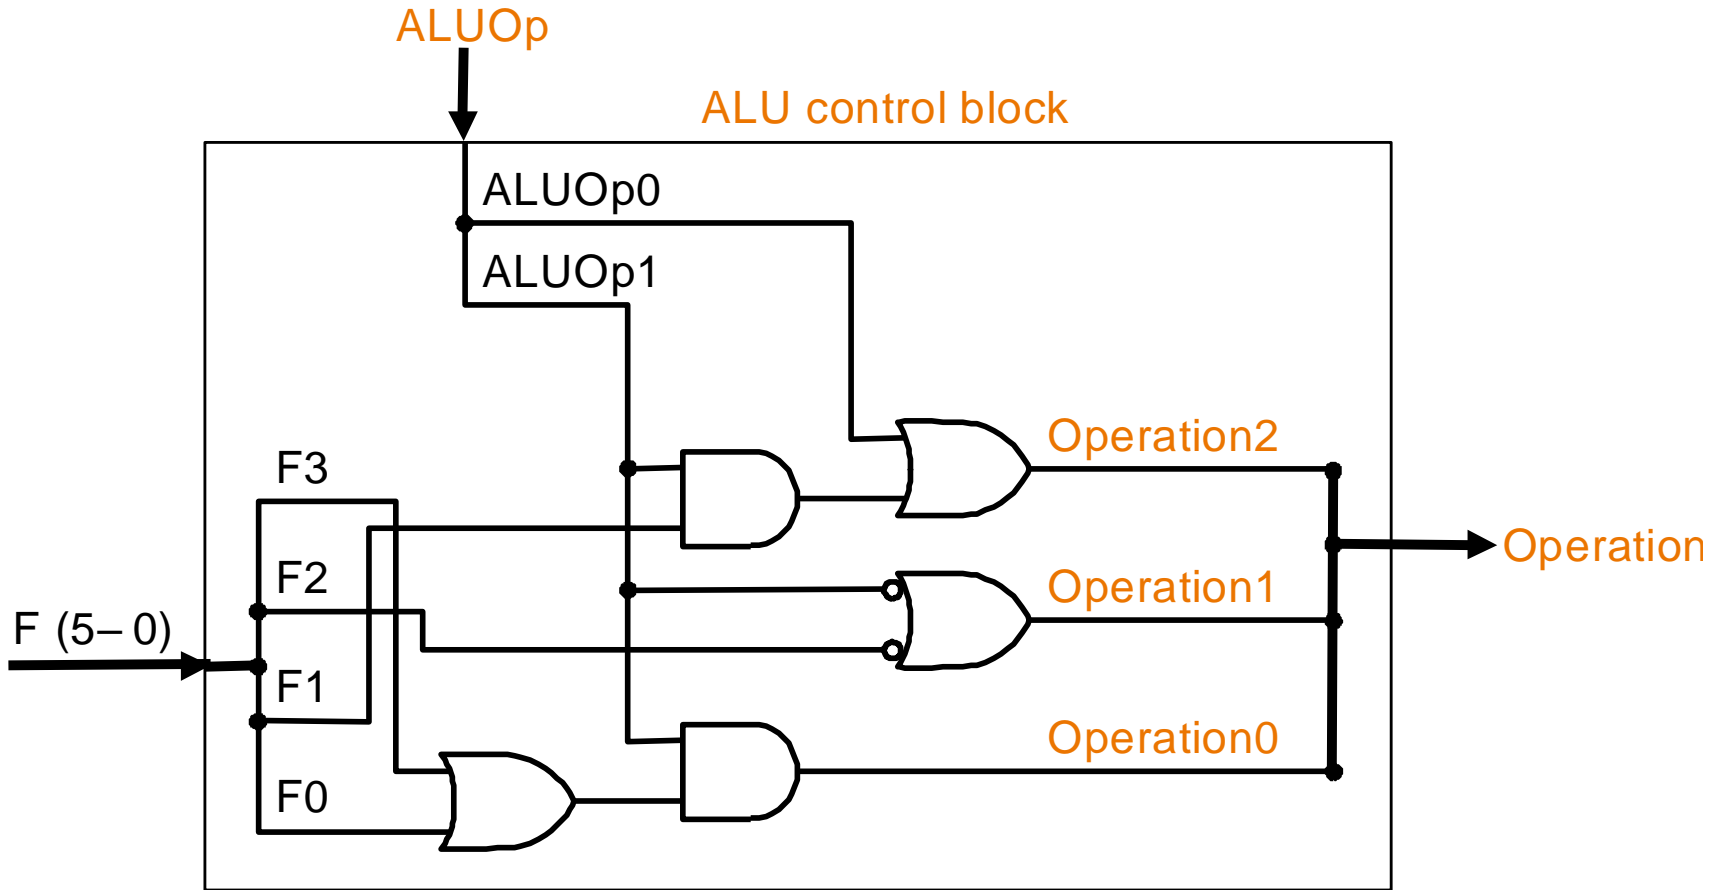 ALUOp
ALU control block
ALUOp0
ALUOp1
Operation2
F3
Operation
F2
Operation1
F (5– 0)
F1
Operation0
F0